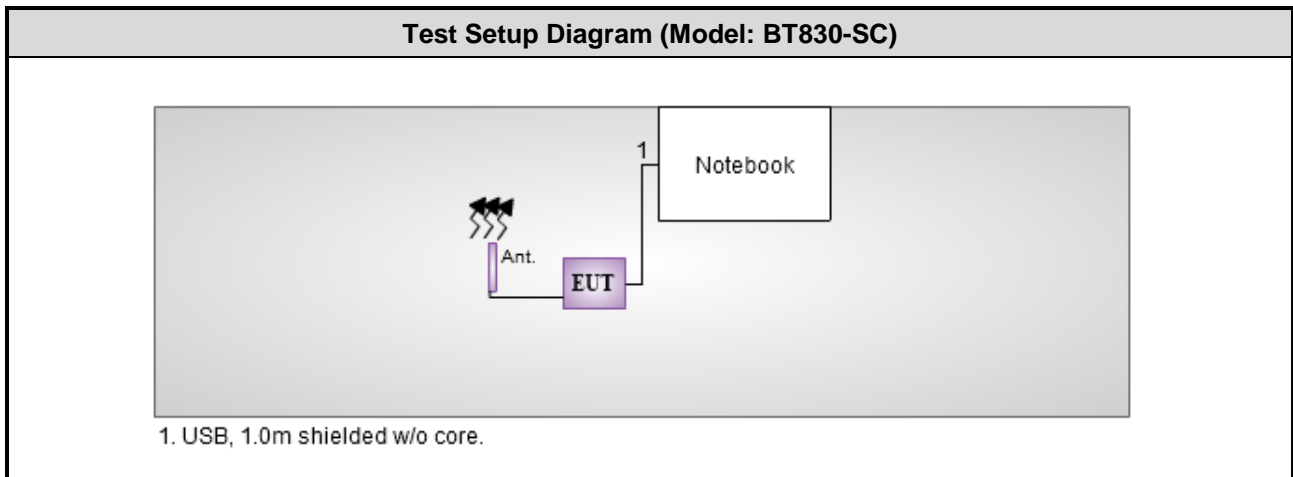 Test Setup Diagram (Model: BT830-SC)
1
Notebook
Ant.
EUT
1. USB, 1.0m shielded w/o core.